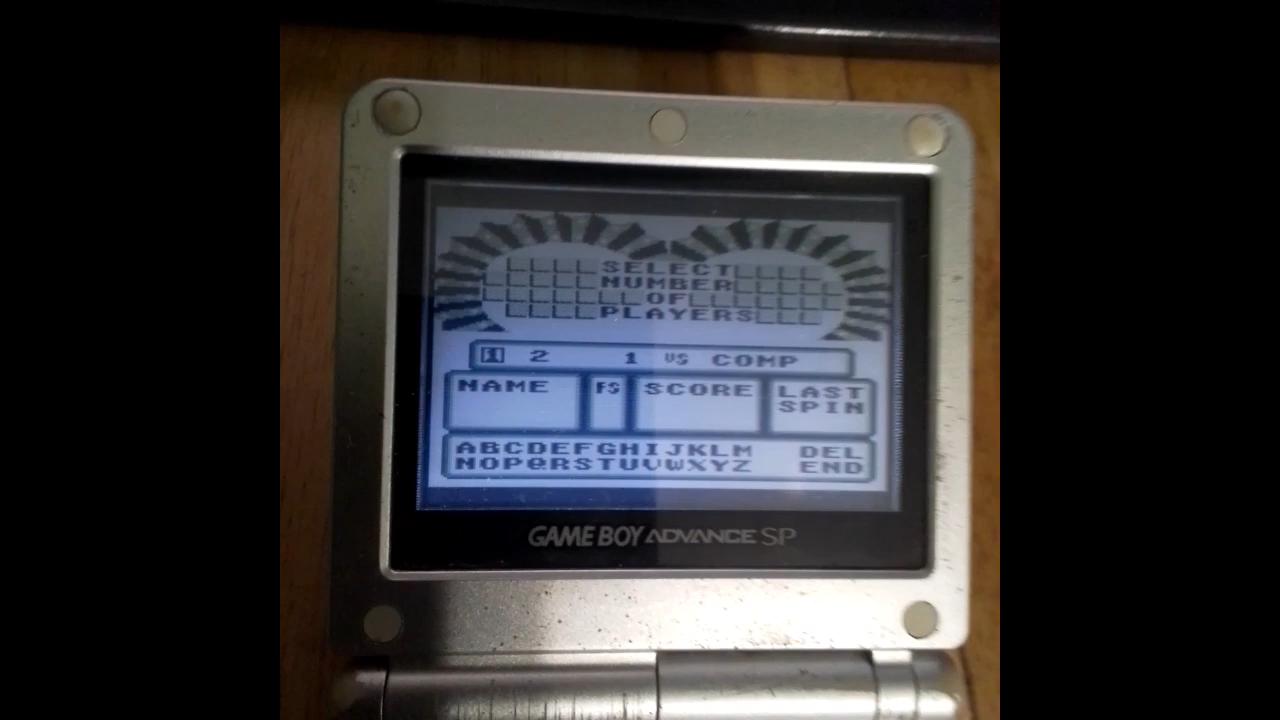 SELECT
NUMBER
OF
PLAYERS
1 2 1 VS COMP
NAME FS SCORE LAST SPIN
ABCDEFGHIJKLM DEL
NOPQRSTUVWXYZ END
GAME BOY ADVANCE SP